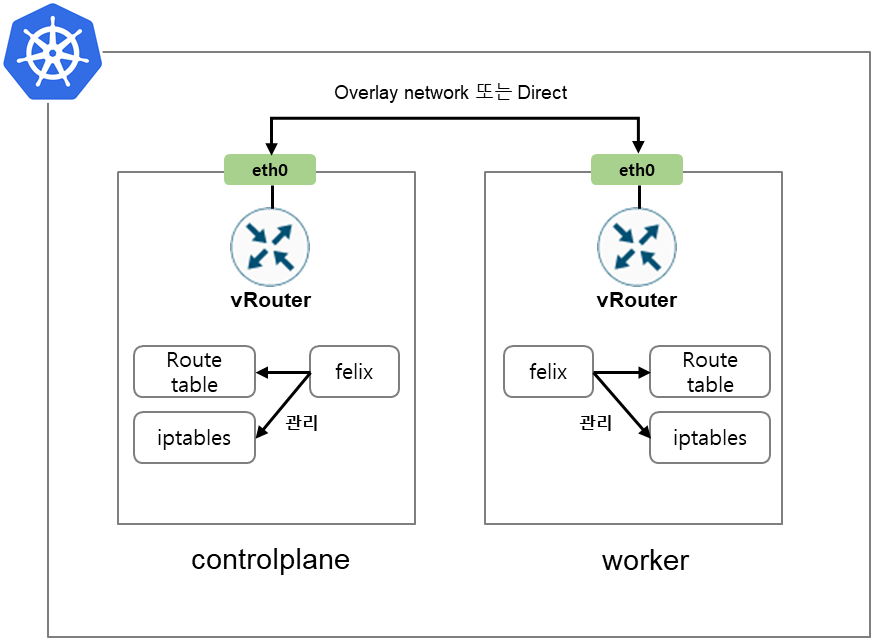 Overlay network 또는 Direct
eth0
eth0
vRouter
vRouter
Route
table
felix
iptables
관리
felix
Route
table
관리
iptables
controlplane
worker